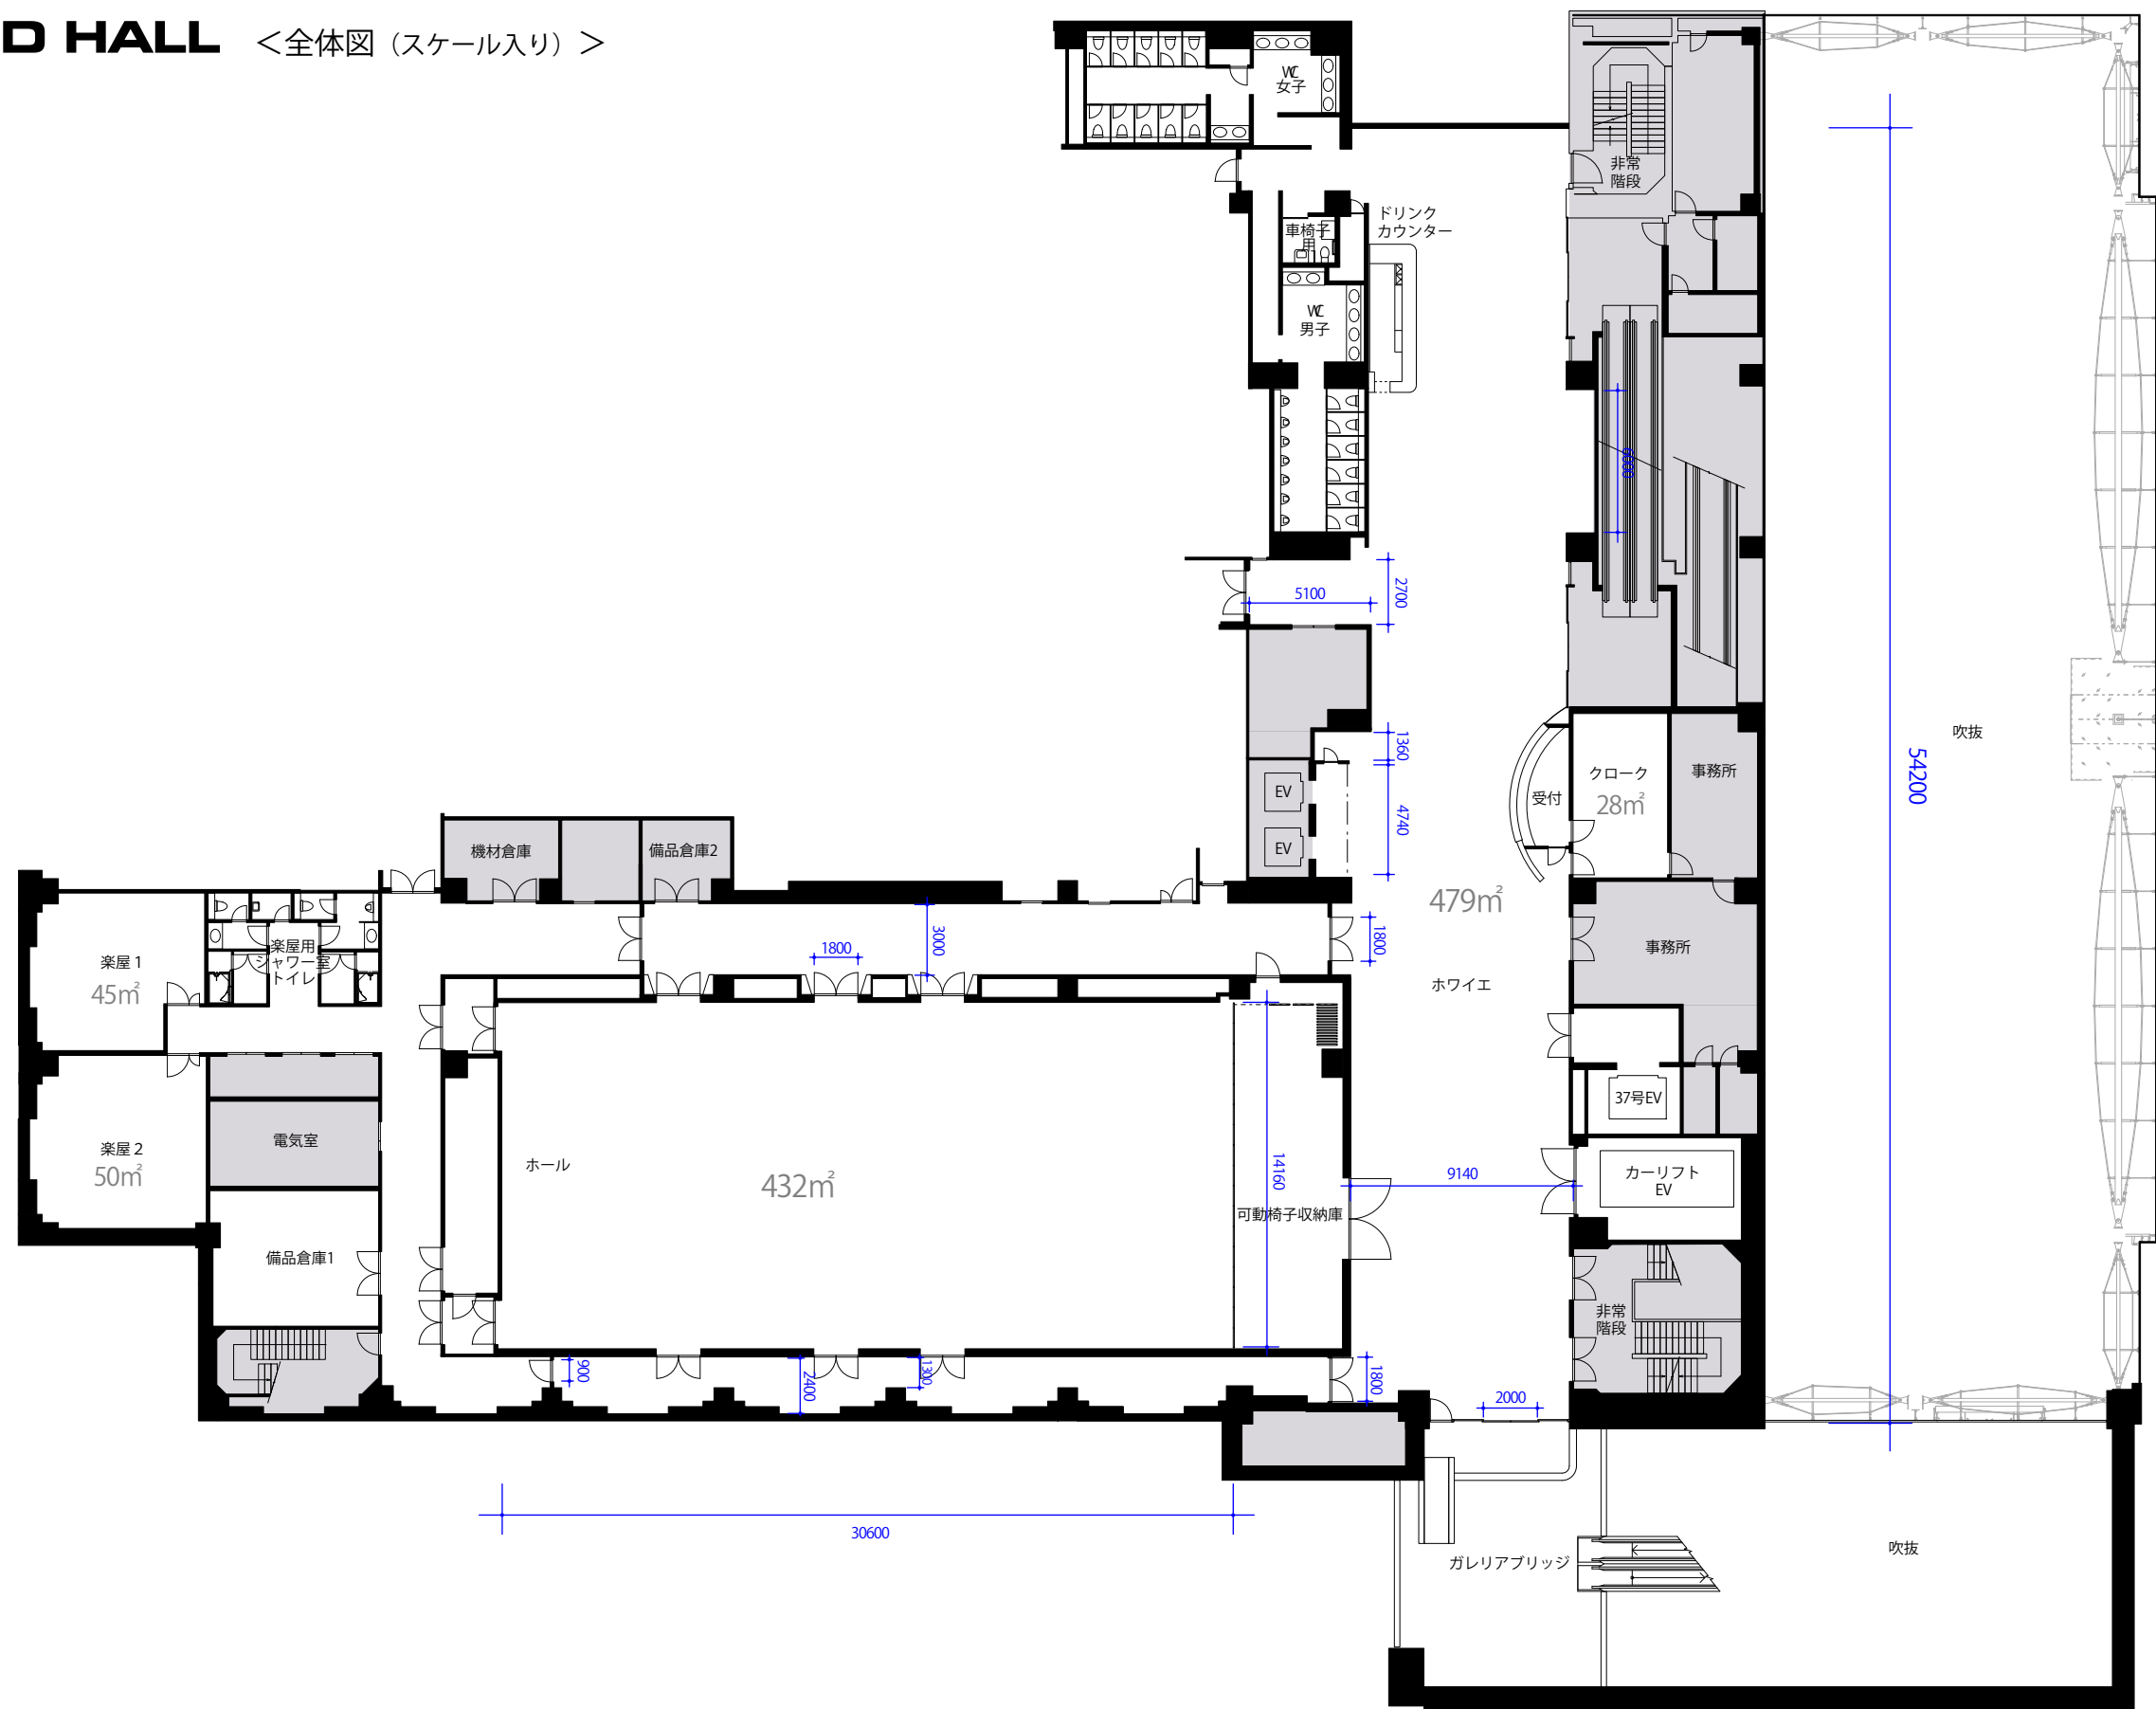 D HALL <全体図(スケール入り)>
WC
女子
非常
階段
ドリンク
カウンター
車椅子
用
WC
男子
6000
5100
2700
1360
4740
EV
EV
受付
クローク
28㎡
事務所
吹抜
54200
機材倉庫
備品倉庫2
479㎡
ホワイエ
事務所
楽屋1
45㎡
楽屋用
シャワー室
トイレ
1800
3000
1800
楽屋2
50㎡
電気室
備品倉庫1
ホール
432㎡
14160
可動椅子収納庫
9140
37号EV
カーリフト
EV
非常
階段
900
2400
1300
1800
2000
30600
ガレリアブリッジ
吹抜